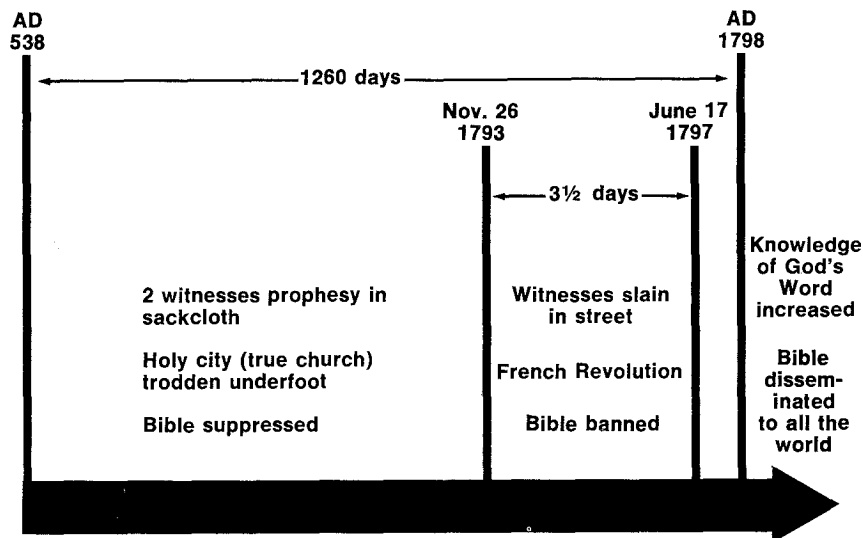 AD
538
AD
1798
1260 days
Nov. 26
1793
June 17
1797
3½ days
2 witnesses prophesy in
sackcloth
Holy city (true church)
trodden underfoot
Bible suppressed
Witnesses slain
in street
French Revolution
Bible banned
Knowledge
of God's
Word
increased
Bible
dissem-
inated
to all the
world